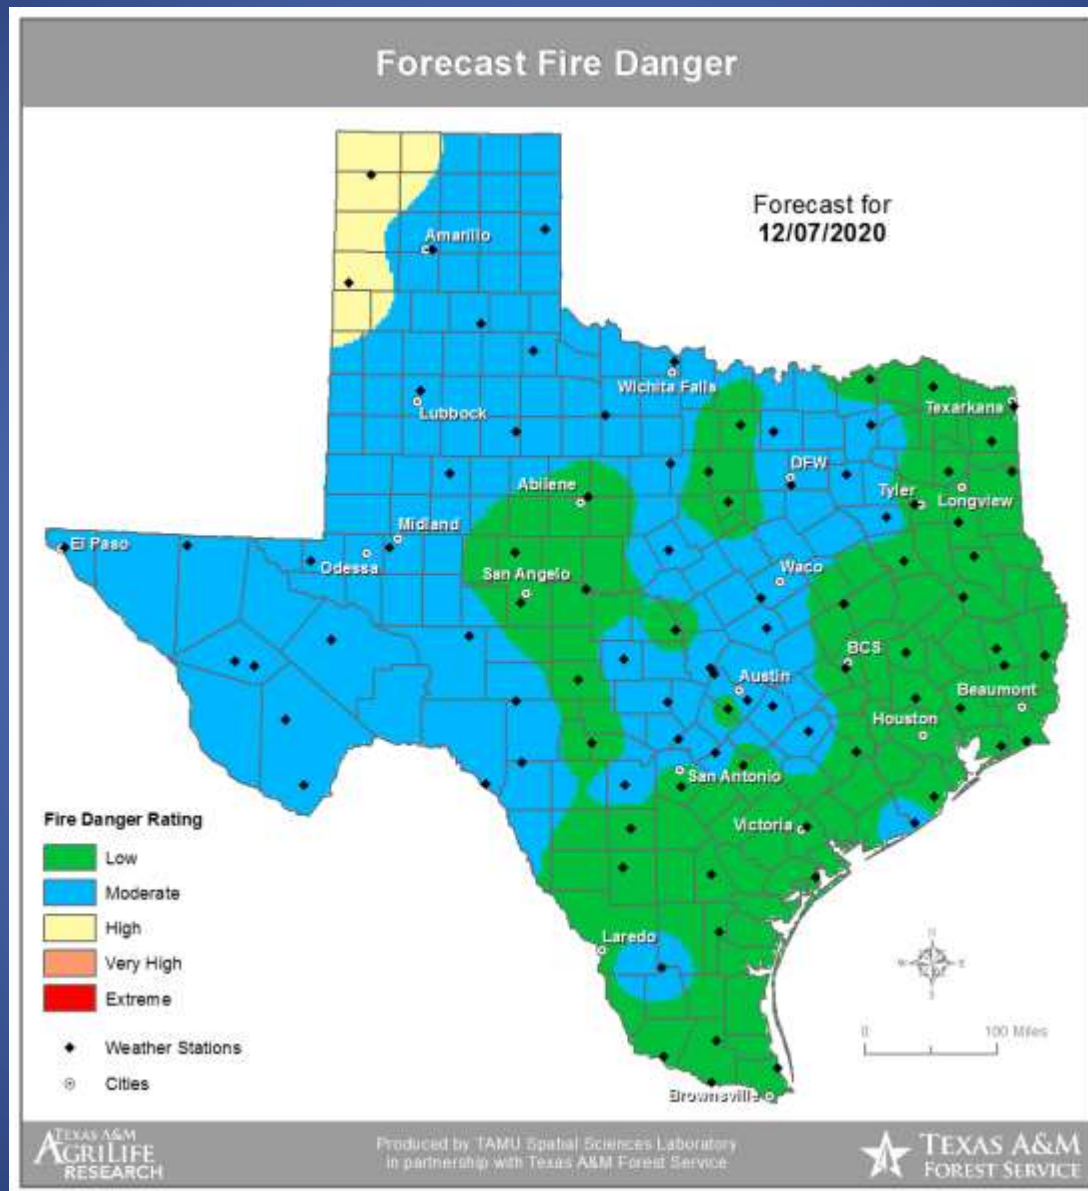 Forecast Fire Danger
Forecast for
12/07/2020
Amarillo
Wichita Falls
Lubbock
Texarkana
DFW
Abilene
Tyler
Longview
Midland
El Paso
Odessa
San Angelo
Waco
BCS
Austin
Beaumont
Houston
San Antonio
Victoria
Laredo
Brownsville
Fire Danger Rating
Low
Moderate
High
Very High
Extreme
Weather Stations
Cities
N
W E
S
0 100 Miles
TEXAS A&M
AGRILIFE
RESEARCH
Produced by TAMU Spatial Sciences Laboratory
in partnership with Texas A&M Forest Service
TEXAS A&M
FOREST SERVICE